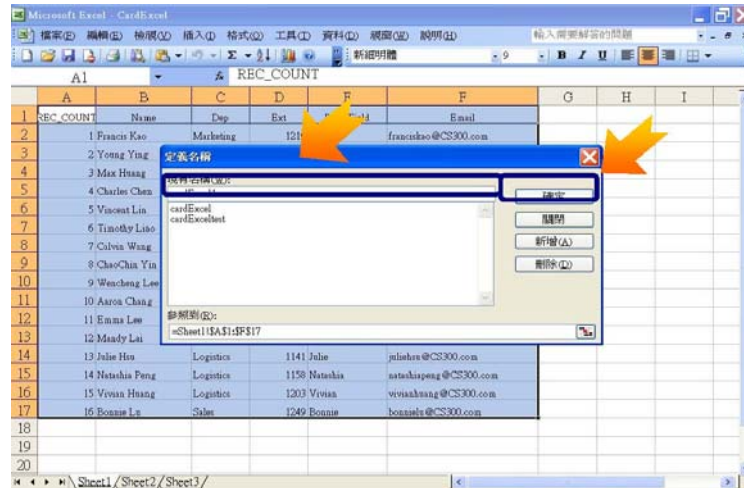 Microsoft Excel - CardExcel
檔案(F) 編輯(E) 檢視(V) 插入(I) 格式(O) 工具(T) 資料(D) 視窗(W) 說明(H) 輸入需要解答的問題
新細明體 9 B I U
A1 fx REC_COUNT
A B C D E F G H I
1 REC_COUNT Name Dep Ext Email
2 1 Francis Kao Marketing 1219 franciskao@CS300.com
3 2 Young Ying
4 3 Max Huang
5 4 Charles Chen
6 5 Vincent Lin
7 6 Timothy Liao
8 7 Calvin Wang
9 8 ChaoChin Yin
10 9 Wencheng Lee
11 10 Aaron Chang
12 11 Emma Lee
13 12 Mandy Lai
定義名稱
現有名稱(W):
確定
cardExcel
cardExceltest
關閉
新增(A)
刪除(D)
參照到(R):
=Sheet1!$A$1:$F$17
14 13 Julie Hsu Logistics 1141 Julie juliehsu@CS300.com
15 14 Natashia Peng Logistics 1158 Natashia natashiapeng@CS300.com
16 15 Vivian Huang Logistics 1203 Vivian vivianhuang@CS300.com
17 16 Bonnie Lu Sales 1249 Bonnie bonnielu@CS300.com
18
19
20
Sheet1 / Sheet2 / Sheet3 /